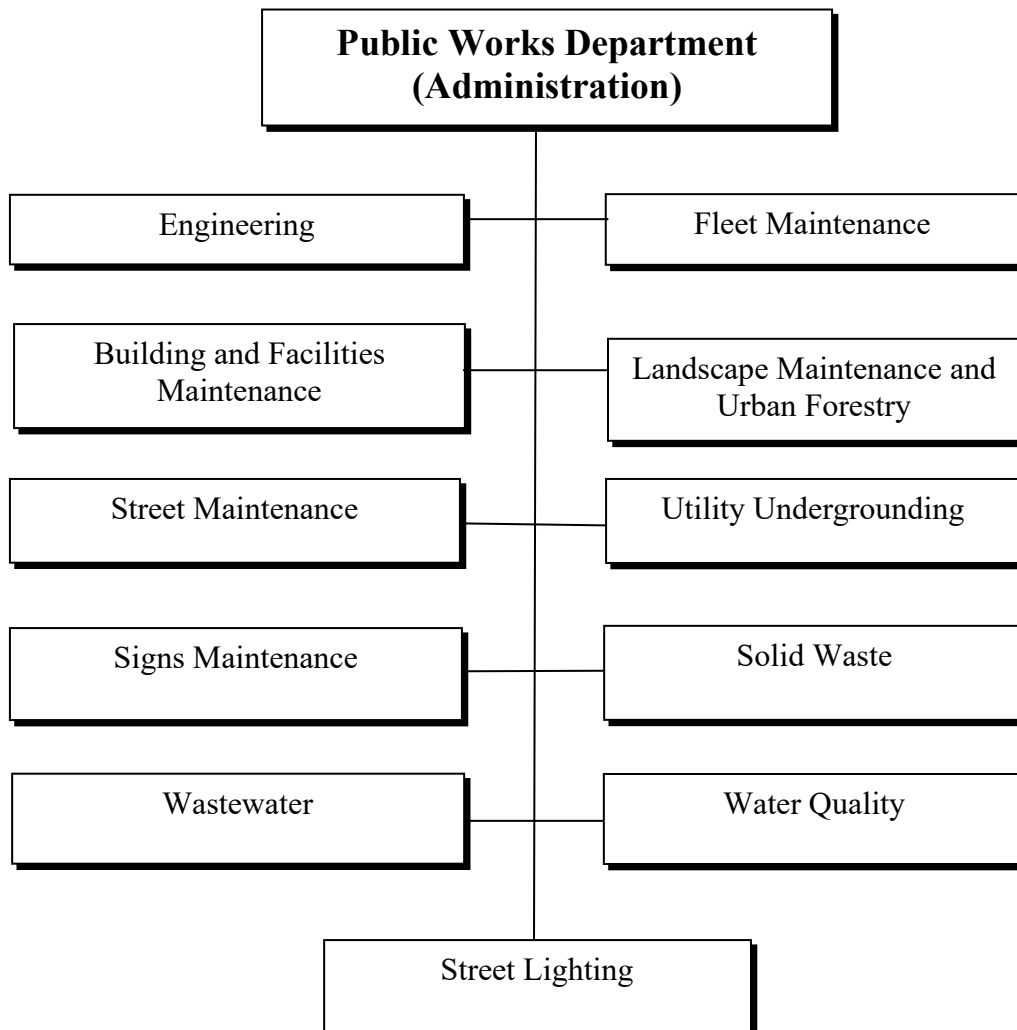 Public Works Department
(Administration)
Engineering
Fleet Maintenance
Building and Facilities
Maintenance
Landscape Maintenance and
Urban Forestry
Street Maintenance
Utility Undergrounding
Signs Maintenance
Solid Waste
Wastewater
Water Quality
Street Lighting